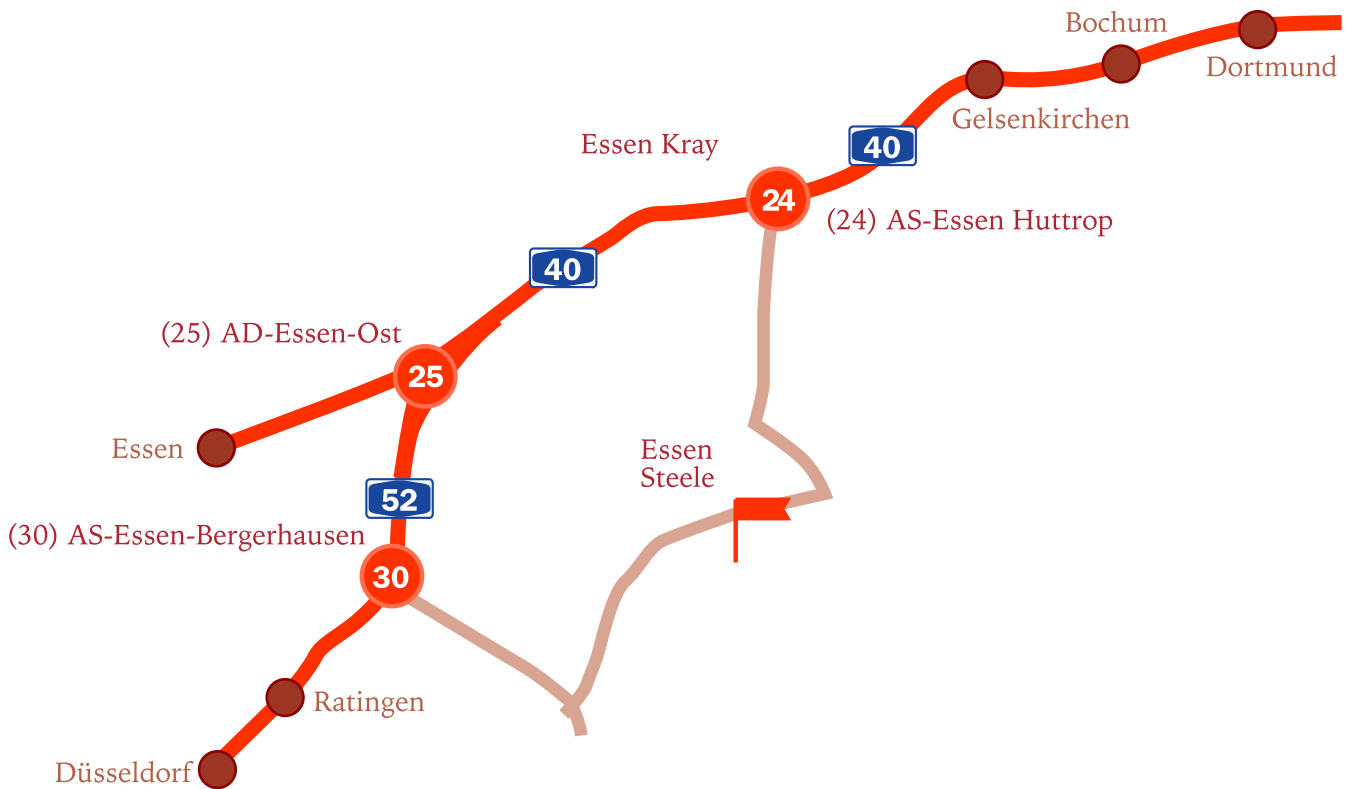 Bochum
Dortmund
Gelsenkirchen
40
Essen Kray
24
(24) AS-Essen Huttrop
40
(25) AD-Essen-Ost
25
Essen
Essen
Steele
52
(30) AS-Essen-Bergerhausen
30
Ratingen
Düsseldorf